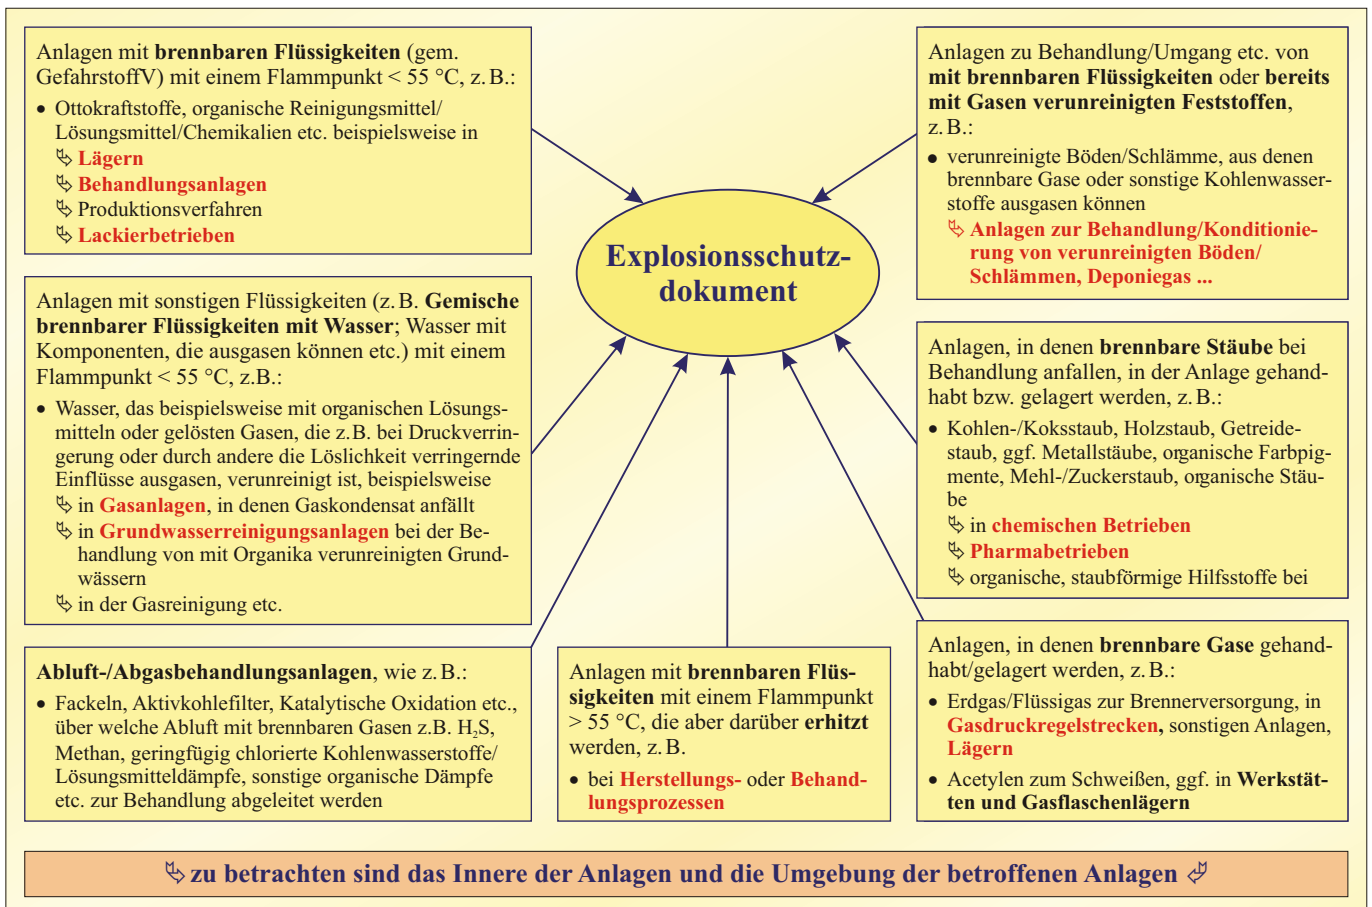 Anlagen mit brennbaren Flüssigkeiten (gem.
GefahrstoffV) mit einem Flammpunkt < 55 °C, z.B.:
• Ottokraftstoffe, organische Reinigungsmittel/
Lösungsmittel/Chemikalien etc. beispielsweise in
↳ Lägern
↳ Behandlungsanlagen
↳ Produktionsverfahren
↳ Lackierbetrieben
Anlagen mit sonstigen Flüssigkeiten (z.B. Gemische
brennbarer Flüssigkeiten mit Wasser; Wasser mit
Komponenten, die ausgasen können etc.) mit einem
Flammpunkt < 55 °C, z.B.:
• Wasser, das beispielsweise mit organischen Lösungs-
mitteln oder gelösten Gasen, die z.B. bei Druckverrin-
gerung oder durch andere die Löslichkeit verringernde
Einflüsse ausgasen, verunreinigt ist, beispielsweise
↳ in Gasanlagen, in denen Gaskondensat anfällt
↳ in Grundwasserreinigungsanlagen bei der Be-
handlung von mit Organika verunreinigten Grund-
wässern
↳ in der Gasreinigung etc.
Abluft-/Abgasbehandlungsanlagen, wie z.B.:
• Fackeln, Aktivkohlefilter, Katalytische Oxidation etc.,
über welche Abluft mit brennbaren Gasen z.B. H₂S,
Methan, geringfügig chlorierte Kohlenwasserstoffe/
Lösungsmitteldämpfe, sonstige organische Dämpfe
etc. zur Behandlung abgeleitet werden
Explosionsschutz-
dokument
Anlagen mit brennbaren Flüs-
sigkeiten mit einem Flammpunkt
> 55 °C, die aber darüber erhitzt
werden, z.B.
• bei Herstellungs- oder Behand-
lungsprozessen
Anlagen zu Behandlung/Umgang etc. von
mit brennbaren Flüssigkeiten oder bereits
mit Gasen verunreinigten Feststoffen,
z.B.:
• verunreinigte Böden/Schlämme, aus denen
brennbare Gase oder sonstige Kohlenwasser-
stoffe ausgasen können
↳ Anlagen zur Behandlung/Konditionie-
rung von verunreinigten Böden/
Schlämmen, Deponiegas ...
Anlagen, in denen brennbare Stäube bei
Behandlung anfallen, in der Anlage gehand-
habt bzw. gelagert werden, z.B.:
• Kohlen-/Koksstaub, Holzstaub, Getreide-
staub, ggf. Metallstäube, organische Farbpig-
mente, Mehl-/Zuckerstaub, organische Stäu-
be
↳ in chemischen Betrieben
↳ Pharmabetrieben
↳ organische, staubförmige Hilfsstoffe bei
Anlagen, in denen brennbare Gase gehand-
habt/gelagert werden, z.B.:
• Erdgas/Flüssigas zur Brennerversorgung, in
Gasdruckregelstrecken, sonstigen Anlagen,
Lägern
• Acetylen zum Schweißen, ggf. in Werkstät-
ten und Gasflaschenlägern
↳ zu betrachten sind das Innere der Anlagen und die Umgebung der betroffenen Anlagen ↲